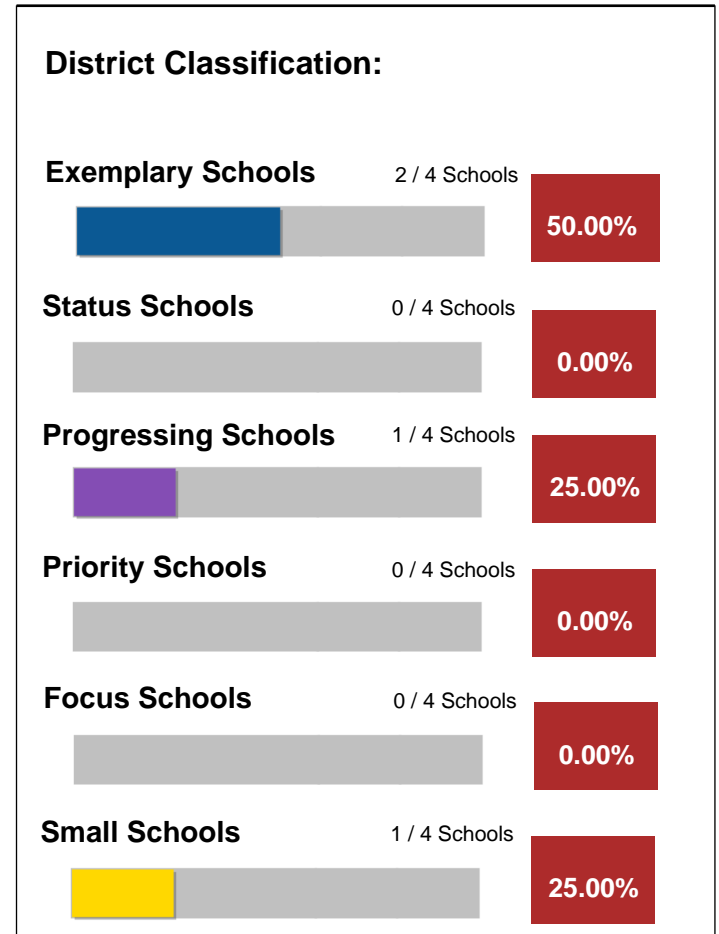 District Classification:
Exemplary Schools 2 / 4 Schools
50.00%
Status Schools 0 / 4 Schools
0.00%
Progressing Schools 1 / 4 Schools
25.00%
Priority Schools 0 / 4 Schools
0.00%
Focus Schools 0 / 4 Schools
0.00%
Small Schools 1 / 4 Schools
25.00%